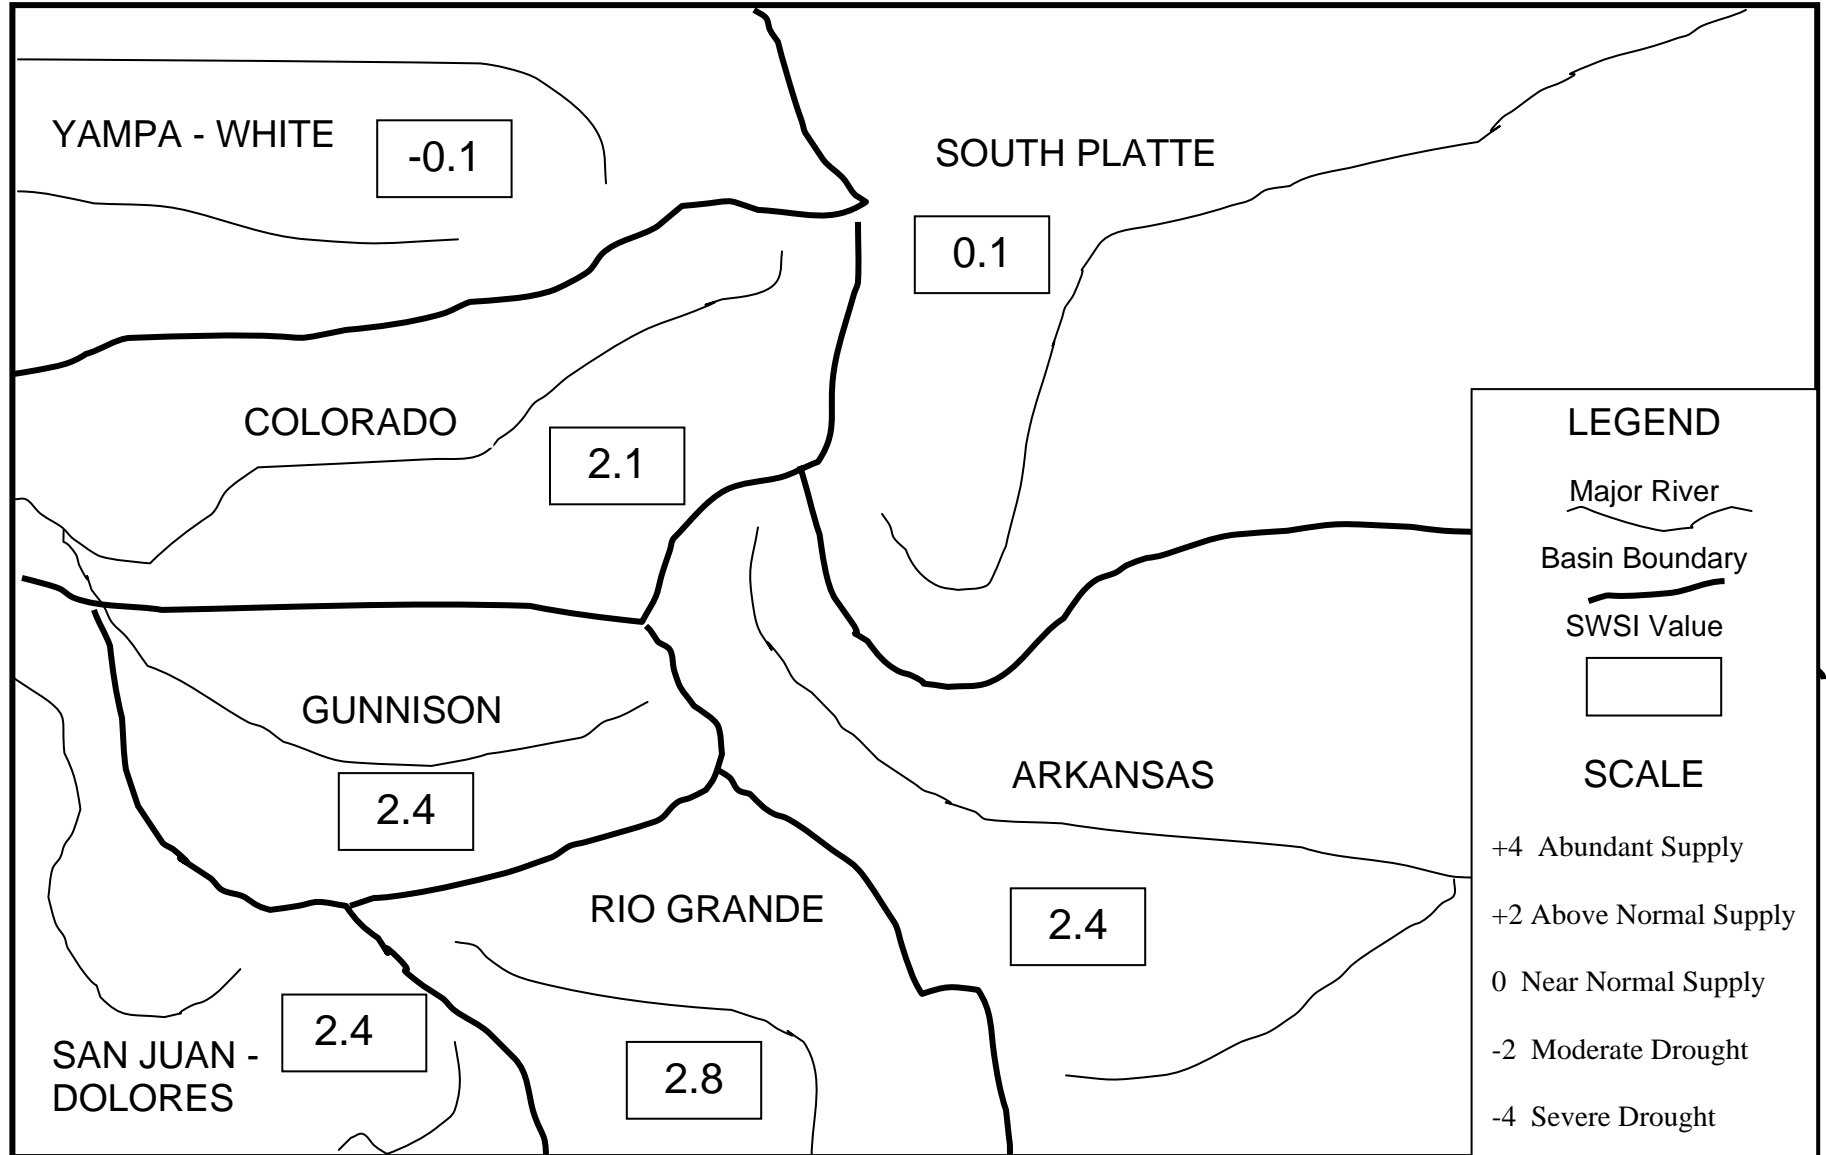 YAMPA - WHITE
-0.1
SOUTH PLATTE
0.1
COLORADO
2.1
GUNNISON
2.4
ARKANSAS
2.4
RIO GRANDE
2.8
SAN JUAN -
DOLORES
2.4
LEGEND
Major River
Basin Boundary
SWSI Value
SCALE
+4 Abundant Supply
+2 Above Normal Supply
0 Near Normal Supply
-2 Moderate Drought
-4 Severe Drought